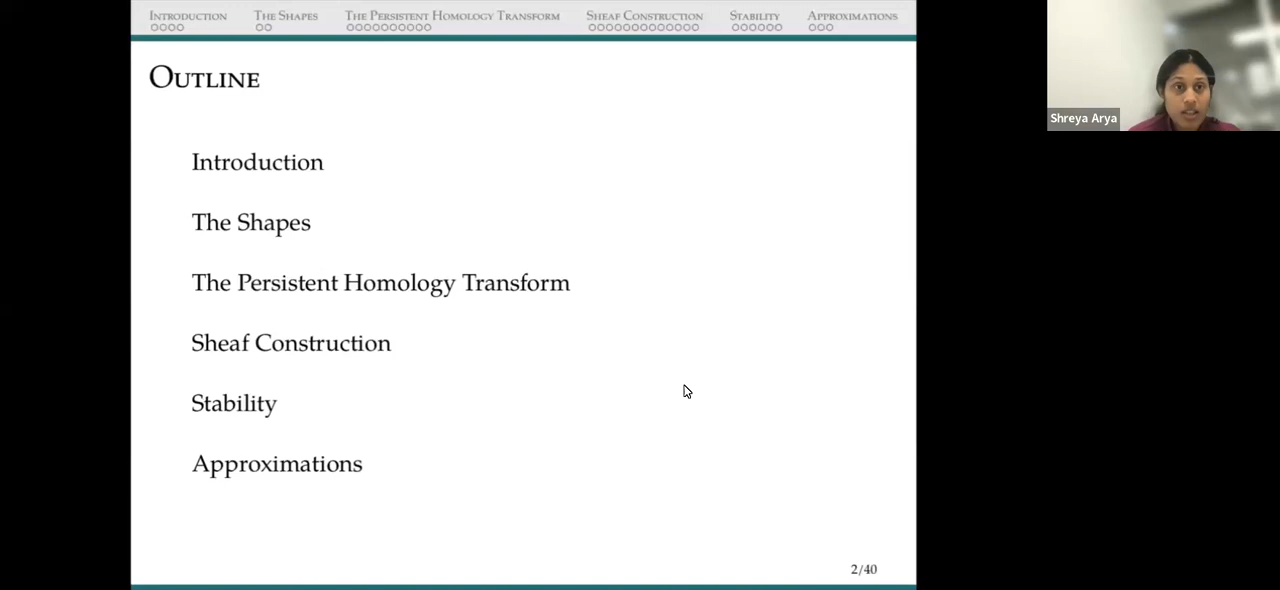 Introduction The Shapes The Persistent Homology Transform Sheaf Construction Stability Approximations
Outline
Introduction
The Shapes
The Persistent Homology Transform
Sheaf Construction
Stability
Approximations
2/40
Shreya Arya